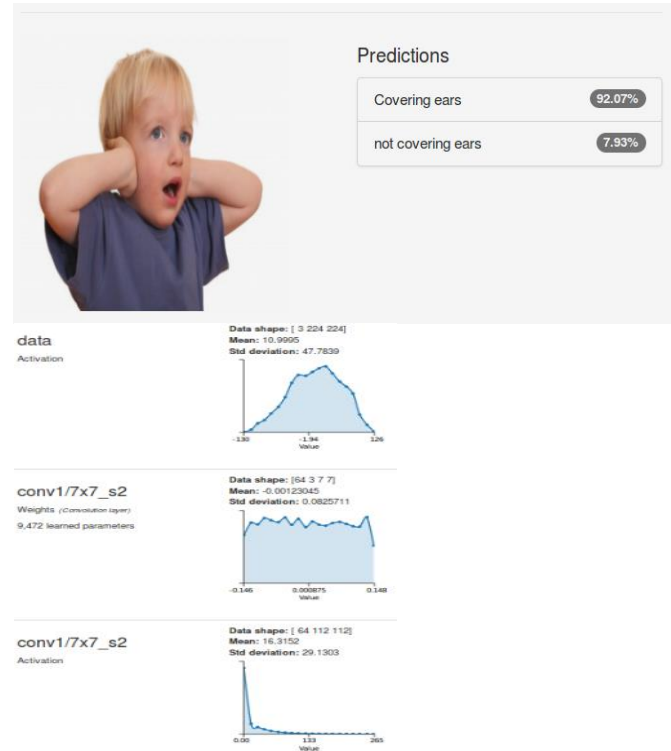 Predictions
Covering ears 92.07%
not covering ears 7.93%
data
Activation
Data shape: [ 3 224 224]
Mean: 10.9995
Std deviation: 47.7839
-130 -1.94 126
Value
conv1/7x7_s2
Weights (Convolution layer)
9,472 learned parameters
Data shape: [64 3 7 7]
Mean: -0.00123045
Std deviation: 0.0825711
-0.146 0.000875 0.148
Value
conv1/7x7_s2
Activation
Data shape: [ 64 112 112]
Mean: 16.3152
Std deviation: 29.1303
0.00 133 265
Value